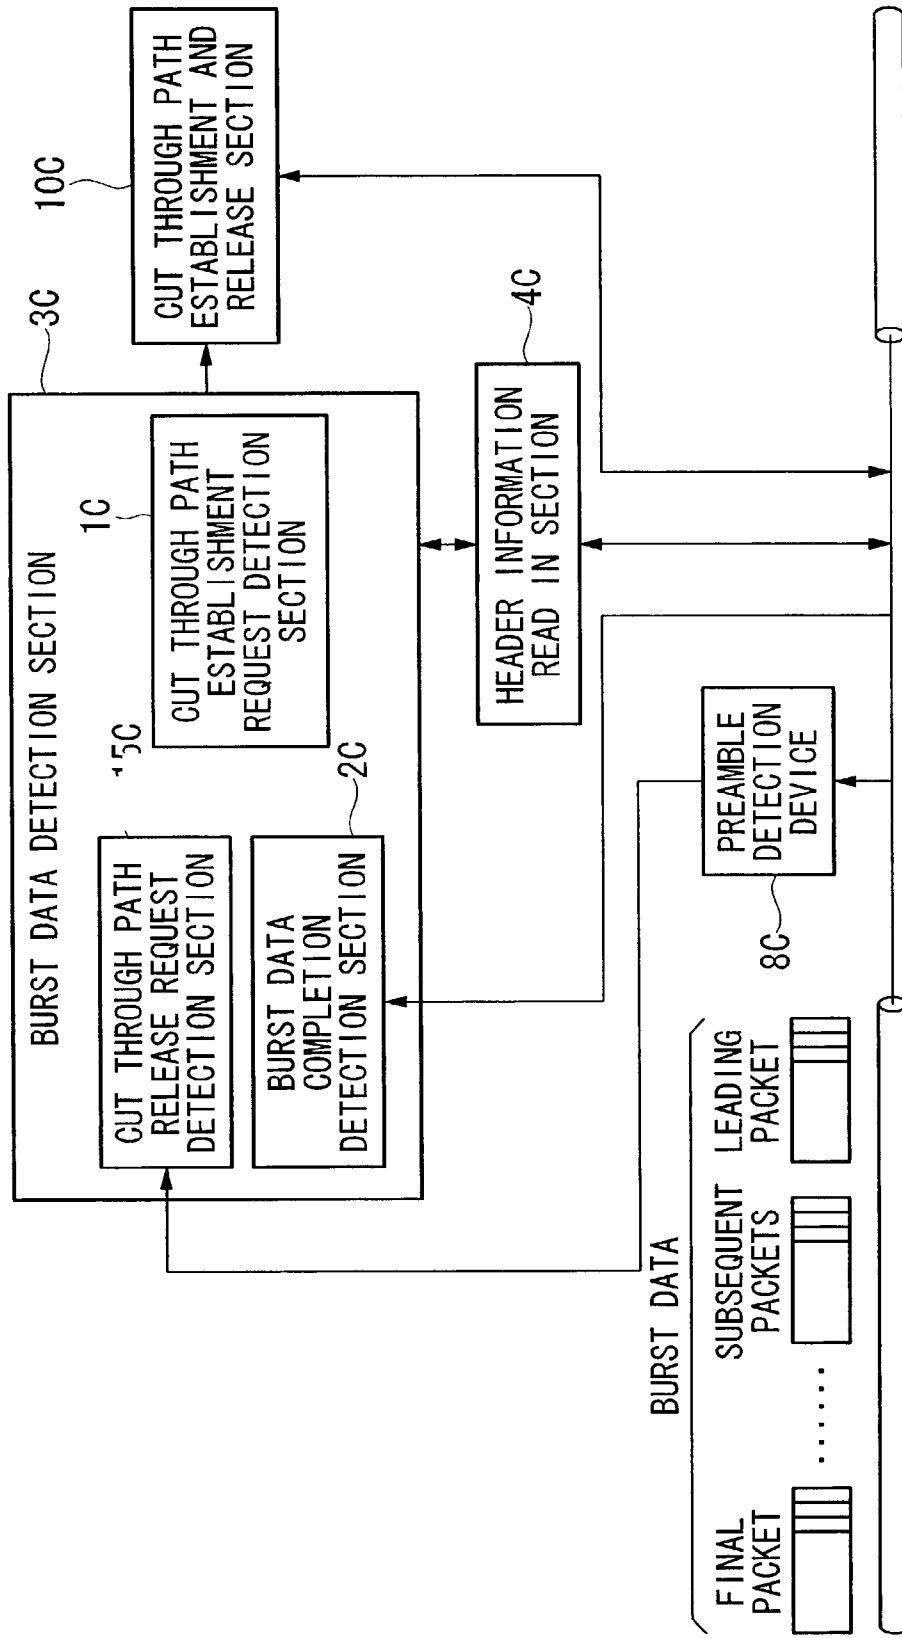 BURST DATA DETECTION SECTION
3C
10C
CUT THROUGH PATH
ESTABLISHMENT AND
RELEASE SECTION
15C
CUT THROUGH PATH
RELEASE REQUEST
DETECTION SECTION
1C
CUT THROUGH PATH
ESTABLISHMENT
REQUEST DETECTION
SECTION
2C
BURST DATA
COMPLETION
DETECTION SECTION
4C
HEADER INFORMATION
READ IN SECTION
PREAMBLE
DETECTION
DEVICE
8C
BURST DATA
FINAL
PACKET
......
SUBSEQUENT
PACKETS
LEADING
PACKET